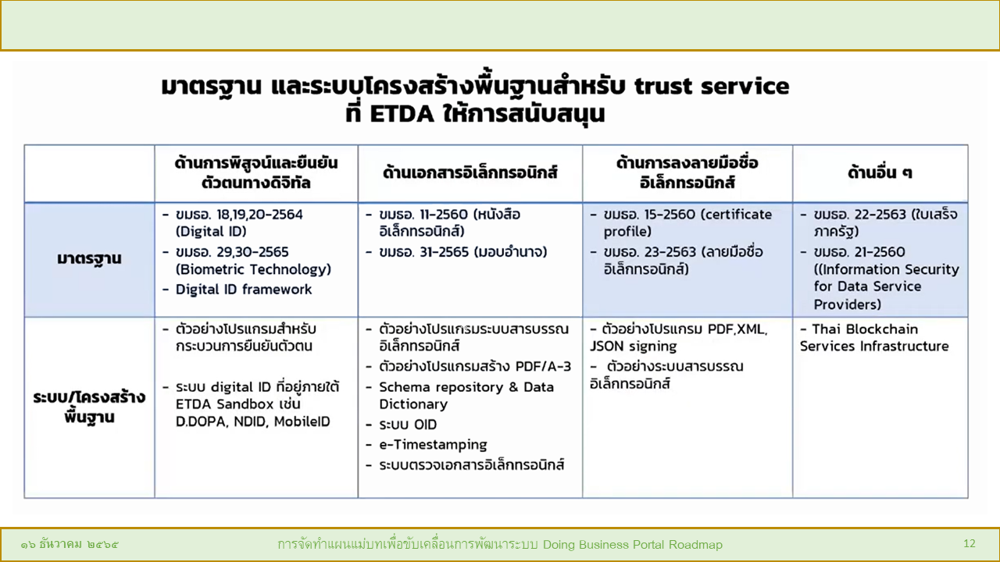 มาตรฐาน และระบบโครงสร้างพื้นฐานสำหรับ trust service
ที่ ETDA ให้การสนับสนุน
ด้านการพิสูจน์และยืนยัน
ตัวตนทางดิจิทัล
ด้านเอกสารอิเล็กทรอนิกส์
ด้านการลงลายมือชื่อ
อิเล็กทรอนิกส์
ด้านอื่น ๆ
มาตรฐาน
- ขมธอ. 18,19,20-2564
(Digital ID)
- ขมธอ. 29,30-2565
(Biometric Technology)
- Digital ID framework
- ขมธอ. 11-2560 (หนังสือ
อิเล็กทรอนิกส์)
- ขมธอ. 31-2565 (มอบอำนาจ)
- ขมธอ. 15-2560 (certificate
profile)
- ขมธอ. 23-2563 (ลายมือชื่อ
อิเล็กทรอนิกส์)
- ขมธอ. 22-2563 (ใบเสร็จ
ภาครัฐ)
- ขมธอ. 21-2560
((Information Security
for Data Service
Providers)
ระบบ/โครงสร้าง
พื้นฐาน
- ตัวอย่างโปรแกรมสำหรับ
กระบวนการยืนยันตัวตน
- ระบบ digital ID ที่อยู่ภายใต้
ETDA Sandbox เช่น
D.DOPA, NDID, MobileID
- ตัวอย่างโปรแกรมระบบสารบรรณ
อิเล็กทรอนิกส์
- ตัวอย่างโปรแกรมสร้าง PDF/A-3
- Schema repository & Data
Dictionary
- ระบบ OID
- e-Timestamping
- ระบบตรวจเอกสารอิเล็กทรอนิกส์
- ตัวอย่างโปรแกรม PDF,XML,
JSON signing
- ตัวอย่างระบบสารบรรณ
อิเล็กทรอนิกส์
- Thai Blockchain
Services Infrastructure
๑๖ ธันวาคม ๒๕๖๕
การจัดทำแผนแม่บทเพื่อขับเคลื่อนการพัฒนาระบบ Doing Business Portal Roadmap
12